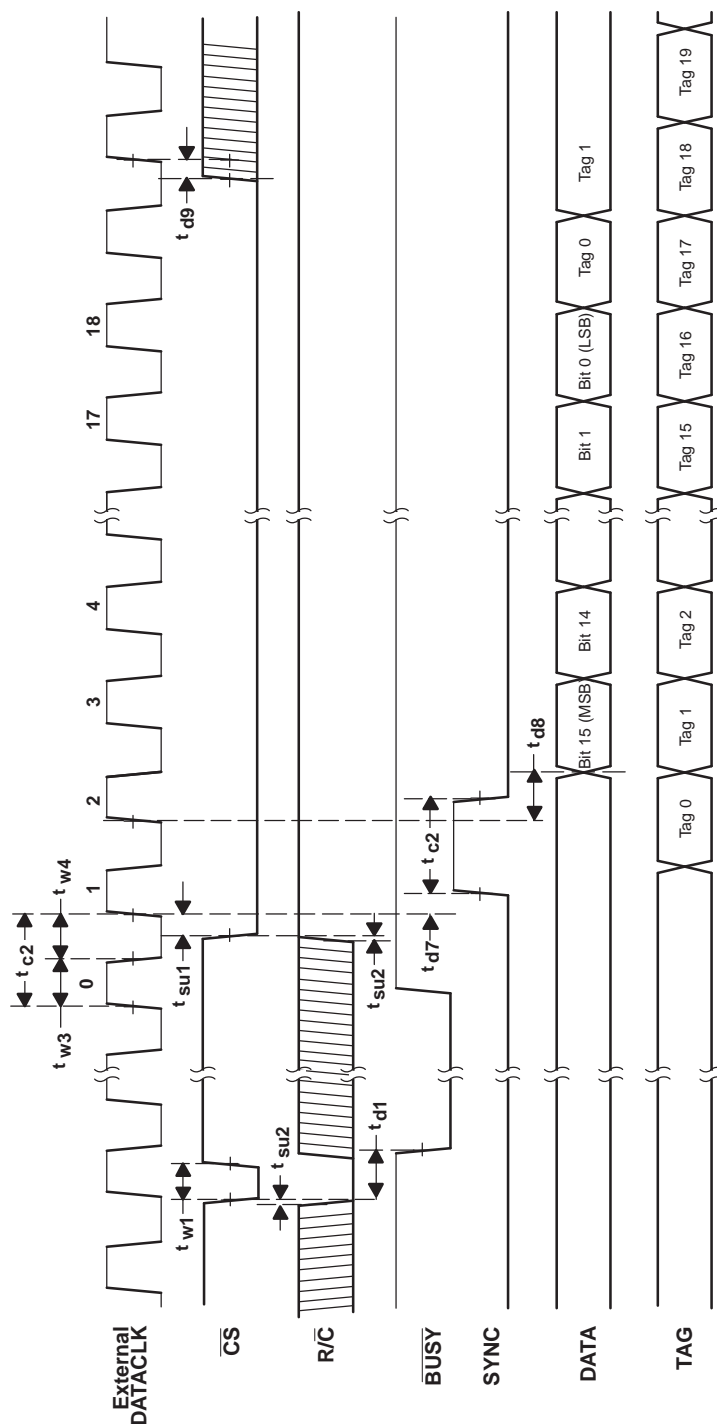 t c2
t w3
t w4
0
1
2
3
4
17
18
External
DATACLK
t w1
t su1
t d9
CS
t su2
t su2
R/C
t d1
t d7
t c2
BUSY
SYNC
t d8
DATA
Bit 15 (MSB)
Bit 14
Bit 1
Bit 0 (LSB)
Tag 0
Tag 1
TAG
Tag 0
Tag 1
Tag 2
Tag 15
Tag 16
Tag 17
Tag 18
Tag 19